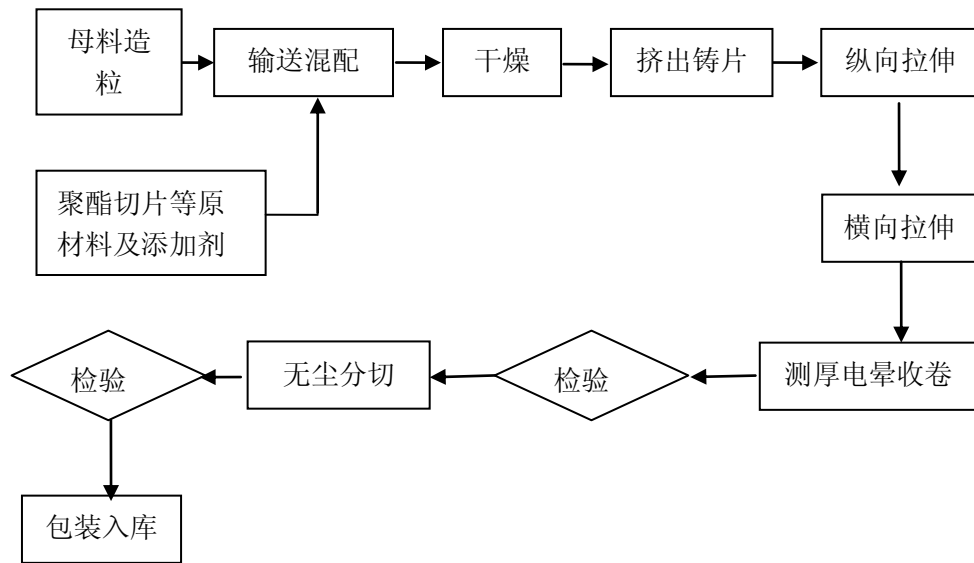 母料造
粒
输送混配
干燥
挤出铸片
纵向拉伸
聚酯切片等原
材料及添加剂
横向拉伸
测厚电晕收卷
检验
无尘分切
检验
包装入库